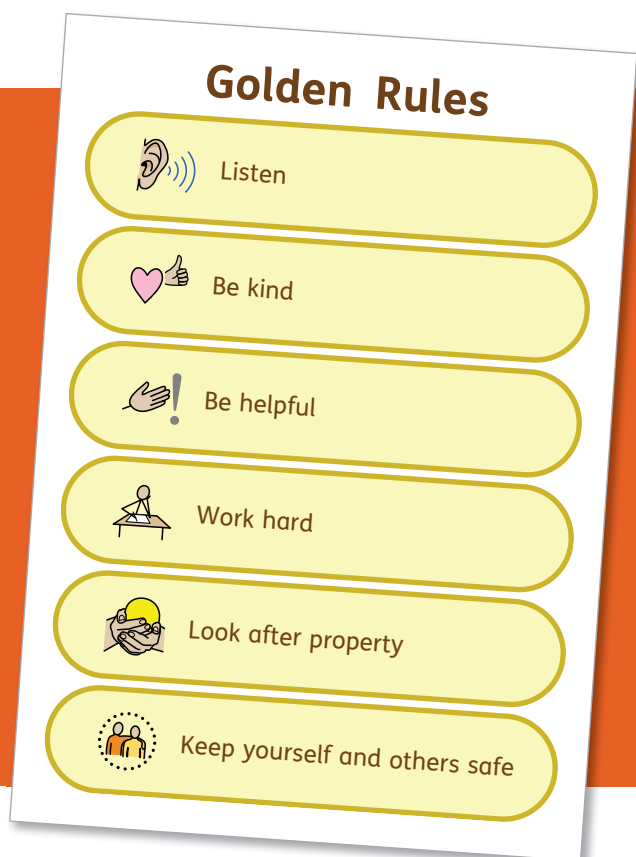 Golden Rules
Listen
Be kind
Be helpful
Work hard
Look after property
Keep yourself and others safe